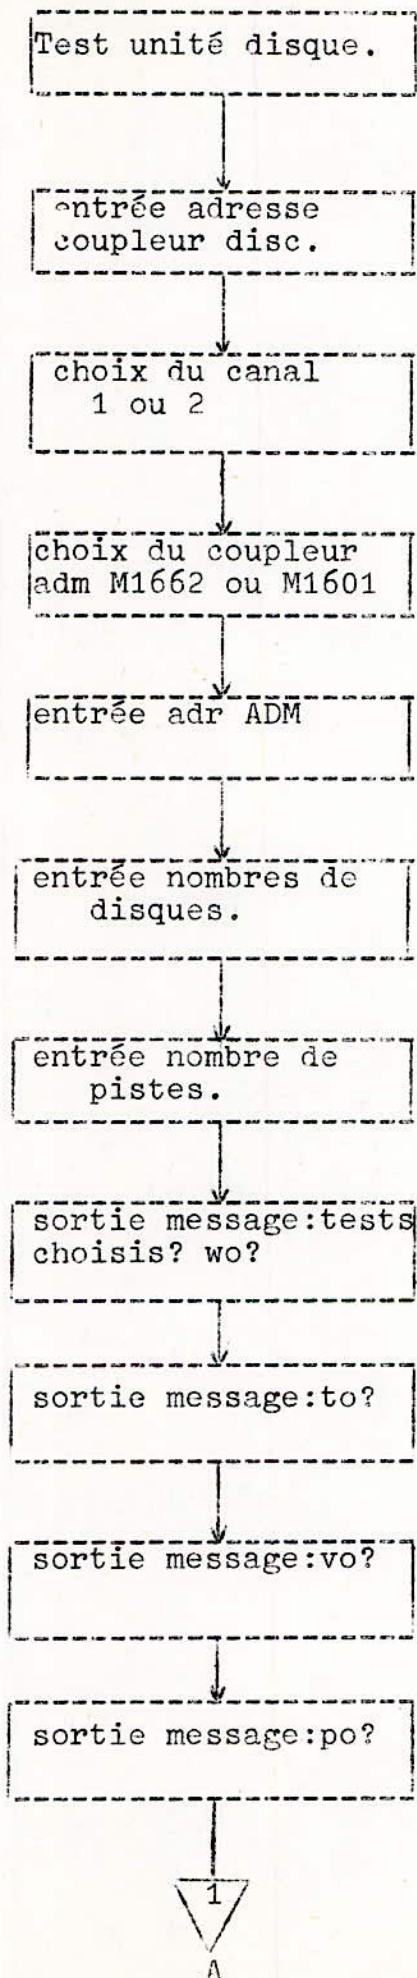 Test unité disque.
entrée adresse
coupleur disc.
choix du canal
1 ou 2
choix du coupleur
adm M1662 ou M1601
entrée adr ADM
entrée nombres de
disques.
entrée nombre de
pistes.
sortie message:tests
choisis? wo?
sortie message:to?
sortie message:vo?
sortie message:po?
1
A